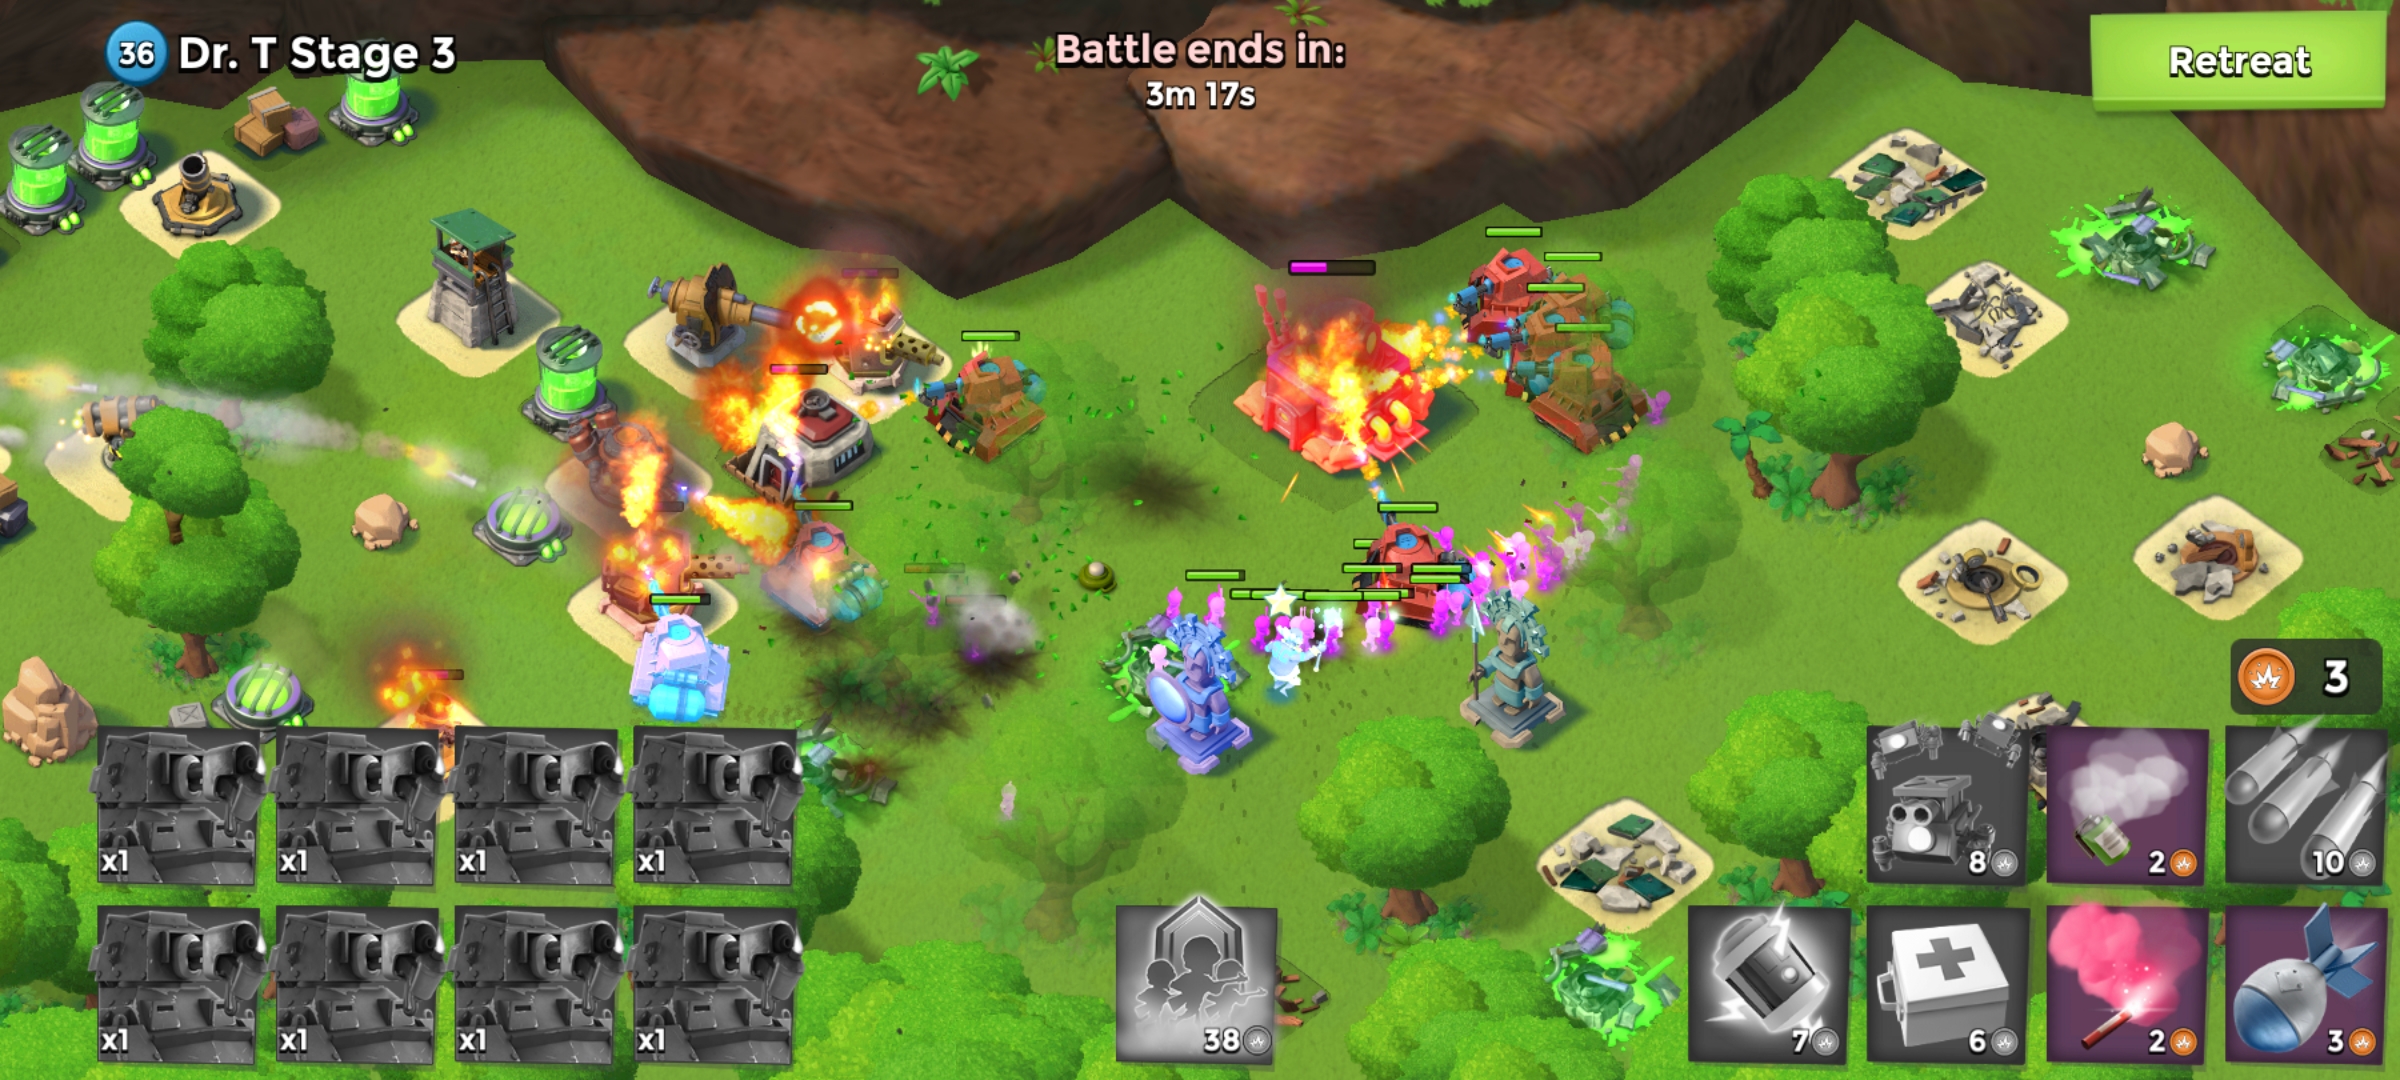 36 Dr. T Stage 3
Battle ends in:
3m 17s
Retreat
3
x1 x1 x1 x1
8 2 10
x1 x1 x1 x1
38 7 6 2 3